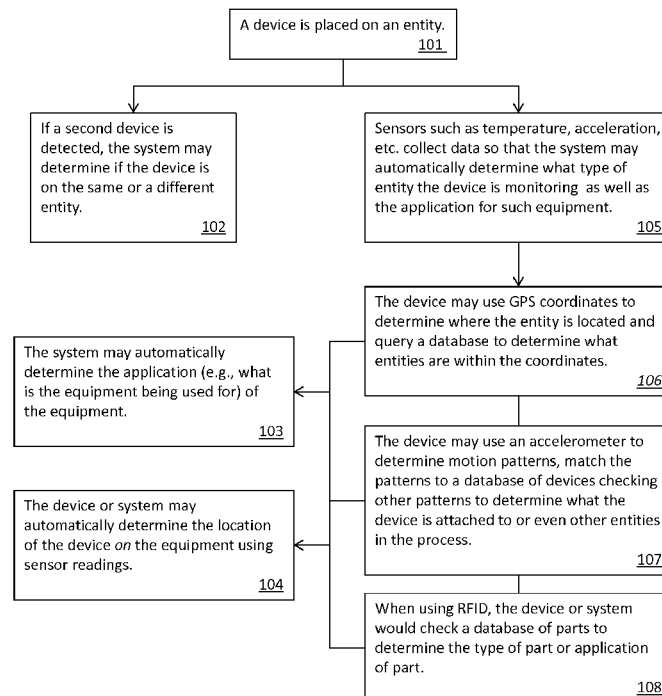 A device is placed on an entity.
101
If a second device is
detected, the system may
determine if the device is
on the same or a different
entity.
102
Sensors such as temperature, acceleration,
etc. collect data so that the system may
automatically determine what type of
entity the device is monitoring as well as
the application for such equipment.
105
The device may use GPS coordinates to
determine where the entity is located and
query a database to determine what
entities are within the coordinates.
106
The system may automatically
determine the application (e.g., what
is the equipment being used for) of
the equipment.
103
The device may use an accelerometer to
determine motion patterns, match the
patterns to a database of devices checking
other patterns to determine what the
device is attached to or even other entities
in the process.
107
The device or system may
automatically determine the location
of the device on the equipment using
sensor readings.
104
When using RFID, the device or system
would check a database of parts to
determine the type of part or application
of part.
108